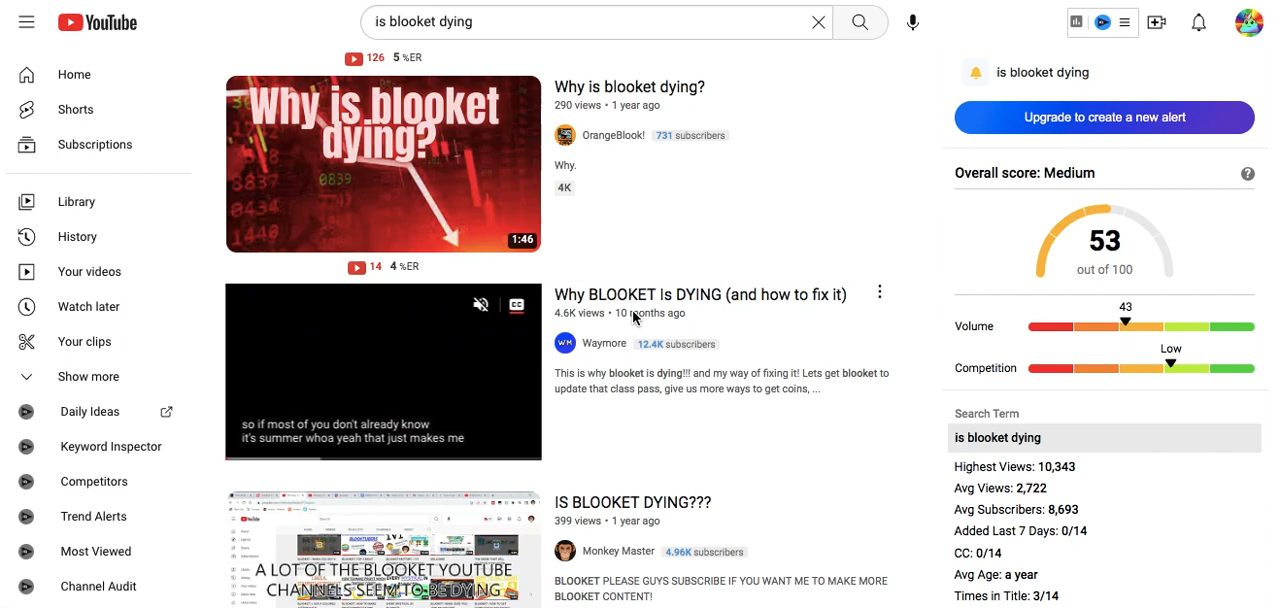 YouTube
is blooket dying
126 5 %ER
Home
Shorts
Subscriptions
Library
History
Your videos
Watch later
Your clips
Show more
Daily Ideas
Keyword Inspector
Competitors
Trend Alerts
Most Viewed
Channel Audit
Why is blooket
dying?
1:46
Why is blooket dying?
290 views • 1 year ago
OrangeBlook! 731 subscribers
Why.
4K
14 4 %ER
CC
so if most of you don't already know
it's summer whoa yeah that just makes me
Why BLOOKET Is DYING (and how to fix it)
4.6K views • 10 months ago
WM Waymore 12.4K subscribers
This is why blooket is dying!!! and my way of fixing it! Lets get blooket to
update that class pass, give us more ways to get coins, ...
A LOT OF THE BLOOKET YOUTUBE
CHANNELS SEEM TO BE DYING
IS BLOOKET DYING???
399 views • 1 year ago
Monkey Master 4.96K subscribers
BLOOKET PLEASE GUYS SUBSCRIBE IF YOU WANT ME TO MAKE MORE
BLOOKET CONTENT!
is blooket dying
Upgrade to create a new alert
Overall score: Medium
?
53
out of 100
43
Volume
Low
Competition
Search Term
is blooket dying
Highest Views: 10,343
Avg Views: 2,722
Avg Subscribers: 8,693
Added Last 7 Days: 0/14
CC: 0/14
Avg Age: a year
Times in Title: 3/14